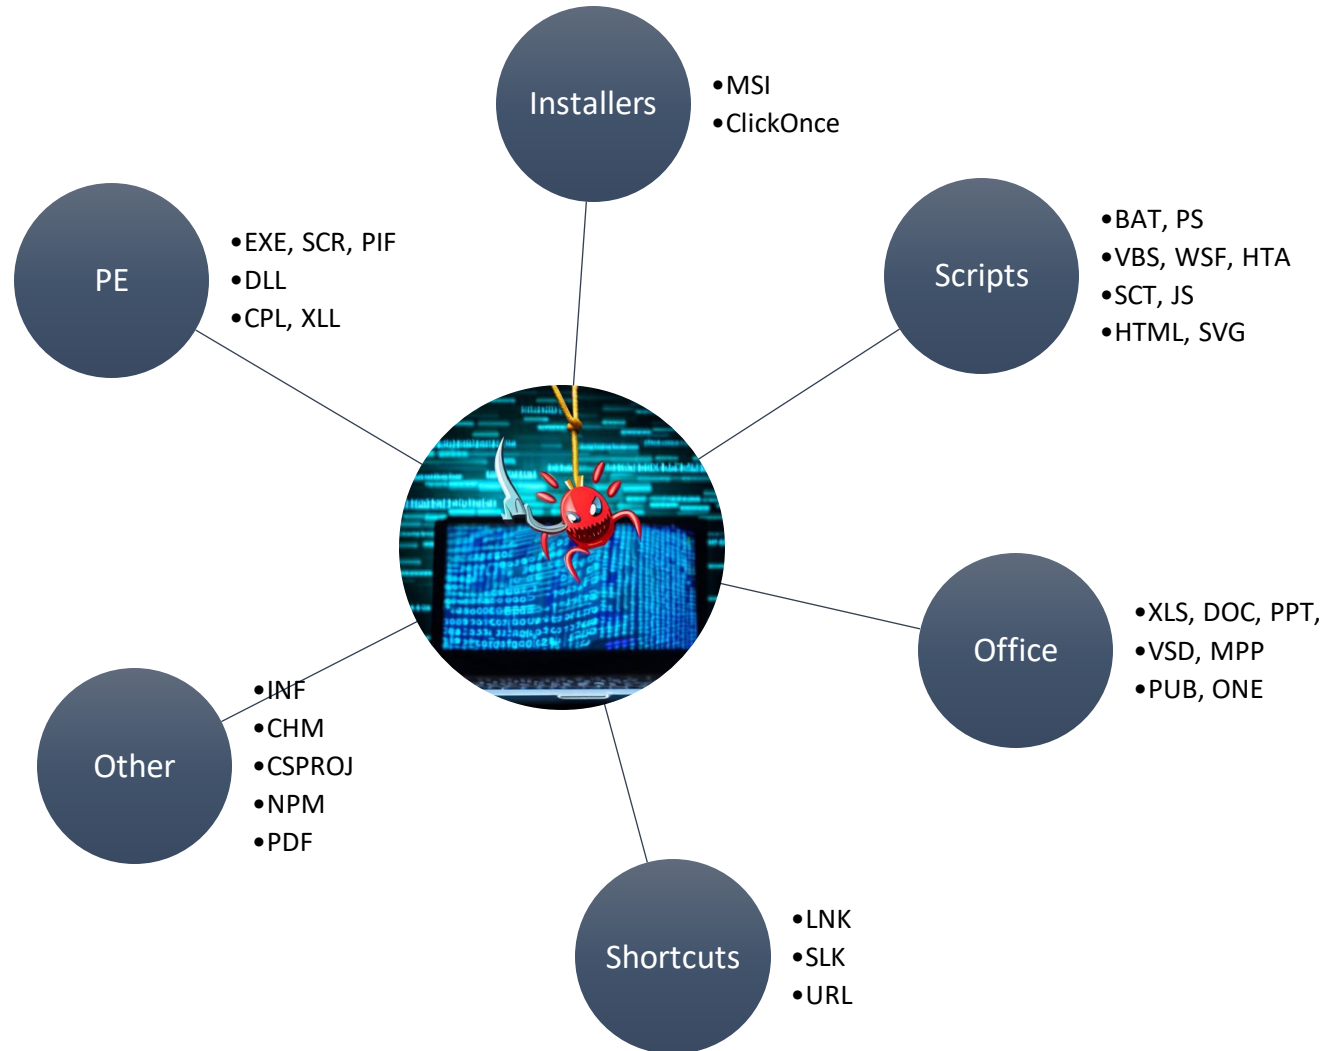 Installers
•MSI
•ClickOnce
Scripts
•BAT, PS
•VBS, WSF, HTA
•SCT, JS
•HTML, SVG
Office
•XLS, DOC, PPT,
•VSD, MPP
•PUB, ONE
Shortcuts
•LNK
•SLK
•URL
Other
•INF
•CHM
•CSPROJ
•NPM
•PDF
PE
•EXE, SCR, PIF
•DLL
•CPL, XLL